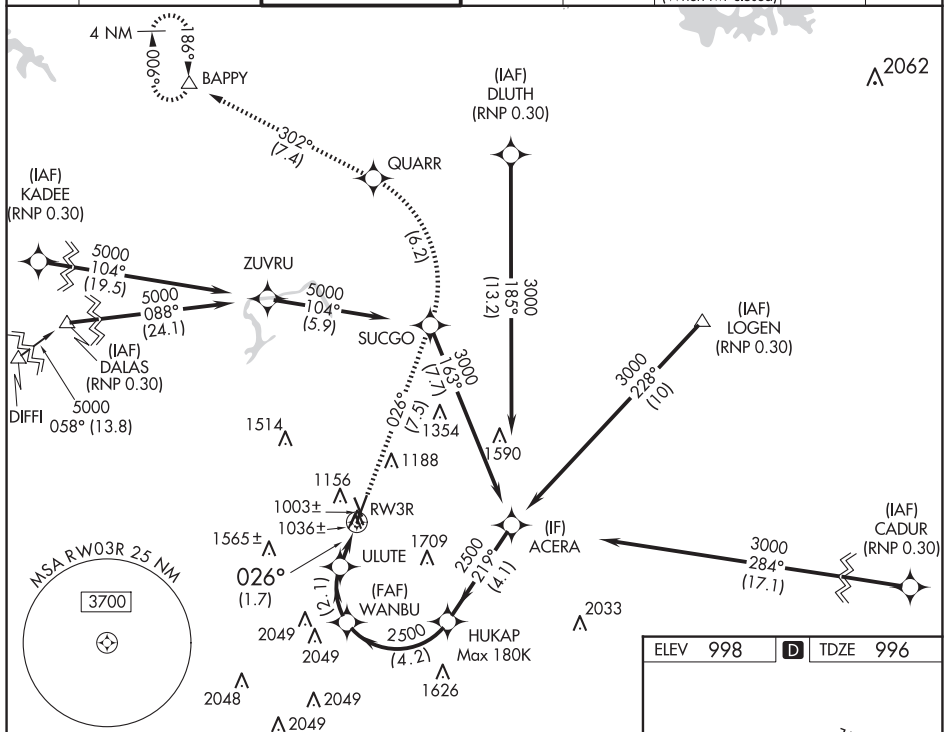 4 NM
006°
186°
BAPPY
302°
(7.4)
QUARR
(6.2)
(IAF)
DLUTH
(RNP 0.30)
2062
(IAF)
KADEE
(RNP 0.30)
5000
104°
(19.5)
ZUVRU
5000
088°
(24.1)
5000
104°
(5.9)
SUCGO
3000
185°
(13.2)
(IAF)
LOGEN
(RNP 0.30)
(IAF)
DALAS
(RNP 0.30)
DIFFI
5000
058° (13.8)
3000
163°
(7.7)
3000
228°
(10)
026°
(7.5)
1354
1514
1590
1188
1156
1003±
1036±
RW3R
1565±
ULUTE
1709
(IF)
ACERA
(IAF)
CADUR
(RNP 0.30)
3000
284°
(17.1)
026°
(1.7)
(2.1)
(FAF)
WANBU
2500
219°
(4.1)
2500
(4.2)
HUKAP
Max 180K
2033
2049
2049
1626
2048
2049
2049
MSA RW03R 25 NM
3700
ELEV 998 D TDZE 996